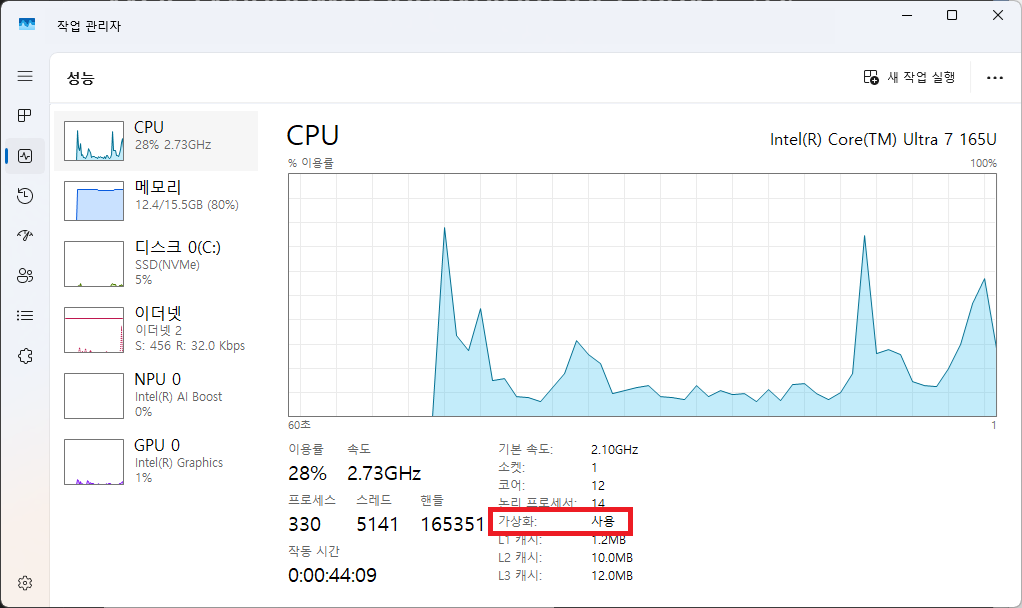 작업 관리자
성능
새 작업 실행
CPU
28% 2.73GHz
메모리
12.4/15.5GB (80%)
디스크 0(C:)
SSD(NVMe)
5%
이더넷
이더넷 2
S: 456 R: 32.0 Kbps
NPU 0
Intel(R) AI Boost
0%
GPU 0
Intel(R) Graphics
1%
CPU
Intel(R) Core(TM) Ultra 7 165U
% 이용률
100%
60초
1
이용률 속도
28% 2.73GHz
프로세스 스레드 핸들
330 5141 165351
작동 시간
0:00:44:09
기본 속도: 2.10GHz
소켓: 1
코어: 12
논리 프로세서: 14
가상화: 사용
L1 캐시: 1.2MB
L2 캐시: 10.0MB
L3 캐시: 12.0MB